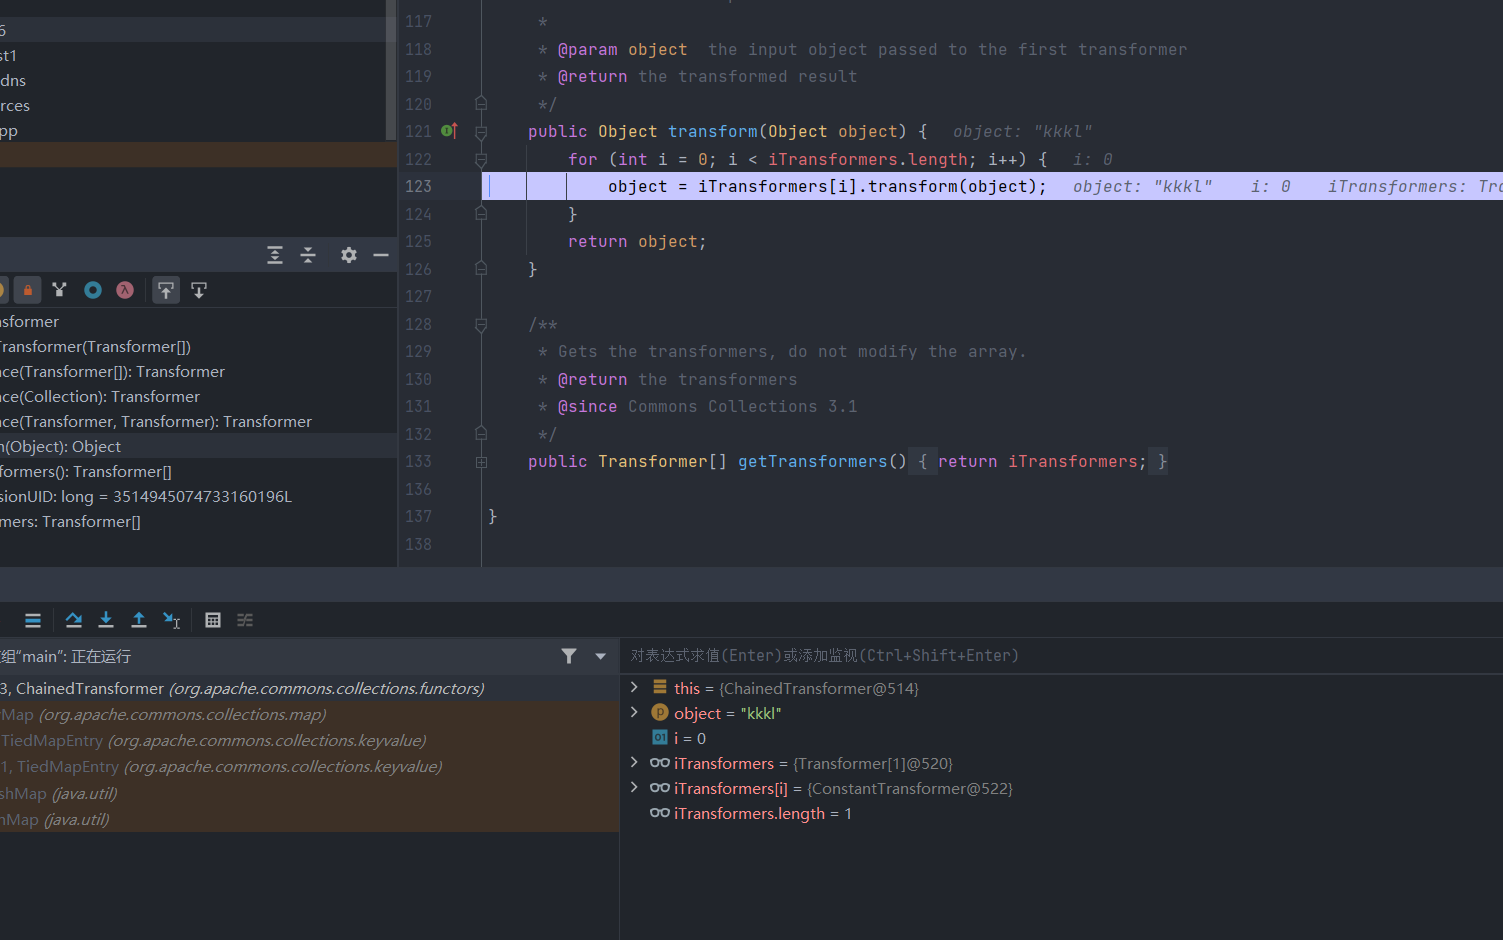 6
st1
dns
rces
pp
nsformer
Transformer(Transformer[])
nce(Transformer[]): Transformer
nce(Collection): Transformer
nce(Transformer, Transformer): Transformer
n(Object): Object
formers(): Transformer[]
sionUID: long = 3514945074733160196L
mers: Transformer[]
117 *
118 * @param object  the input object passed to the first transformer
119 * @return the transformed result
120 */
121 public Object transform(Object object) {  object: "kkkl"
122 for (int i = 0; i < iTransformers.length; i++) {  i: 0
123 object = iTransformers[i].transform(object);  object: "kkkl"  i: 0  iTransformers: Tra
124 }
125 return object;
126 }
127
128 /**
129 * Gets the transformers, do not modify the array.
130 * @return the transformers
131 * @since Commons Collections 3.1
132 */
133 public Transformer[] getTransformers() { return iTransformers; }
136
137 }
138
组"main": 正在运行
3, ChainedTransformer (org.apache.commons.collections.functors)
Map (org.apache.commons.collections.map)
TiedMapEntry (org.apache.commons.collections.keyvalue)
1, TiedMapEntry (org.apache.commons.collections.keyvalue)
shMap (java.util)
hMap (java.util)
对表达式求值(Enter)或添加监视(Ctrl+Shift+Enter)
this = {ChainedTransformer@514}
p object = "kkkl"
01 i = 0
iTransformers = {Transformer[1]@520}
iTransformers[i] = {ConstantTransformer@522}
iTransformers.length = 1